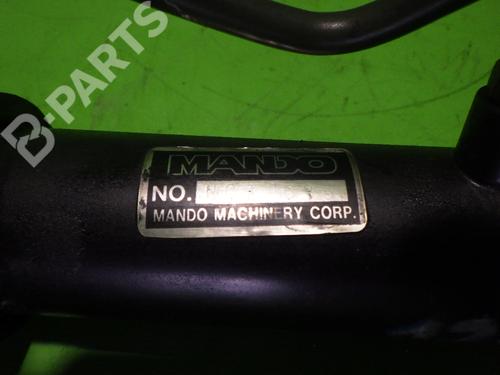 B-PARTS
MANDO
NO.
MANDO MACHINERY CORP.